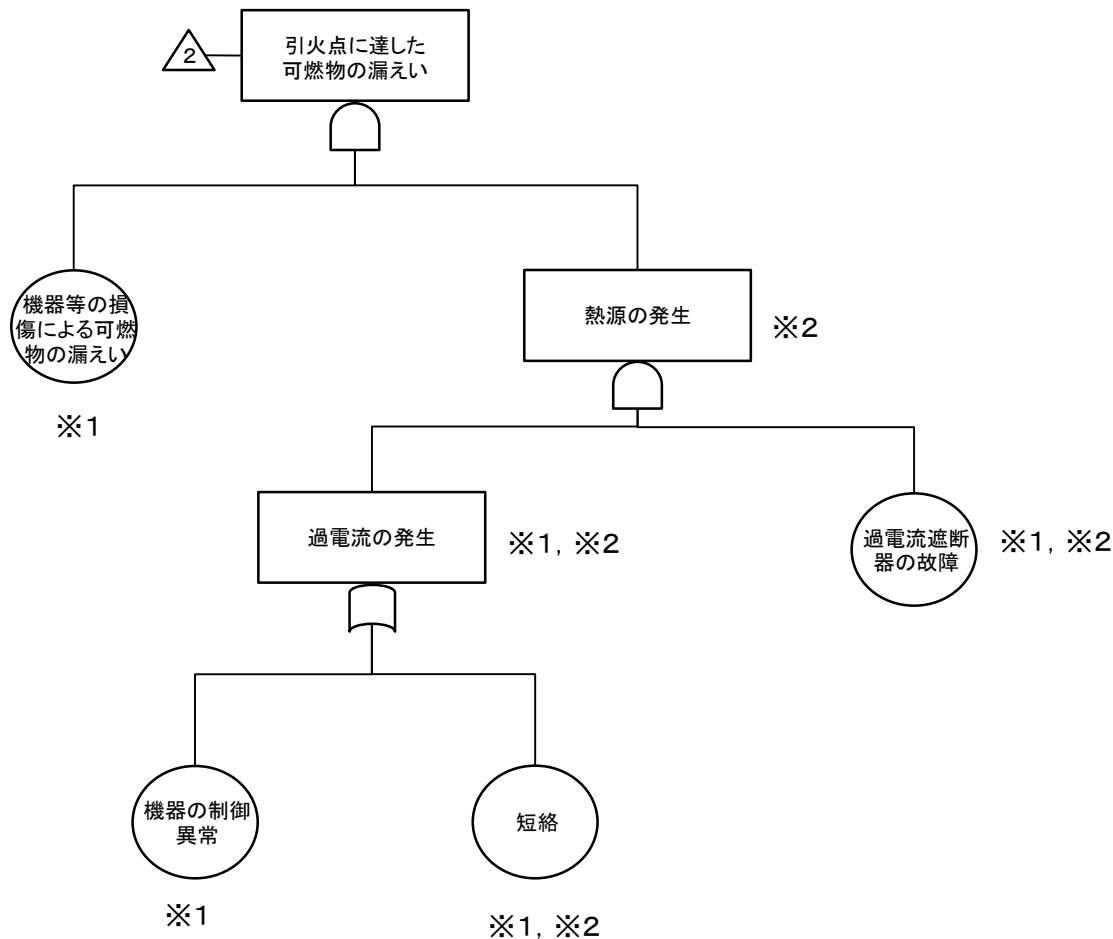 2
引火点に達した
可燃物の漏えい
機器等の損
傷による可燃
物の漏えい
※1
熱源の発生
※2
過電流の発生
※1, ※2
過電流遮断
器の故障
※1, ※2
機器の制御
異常
※1
短絡
※1, ※2